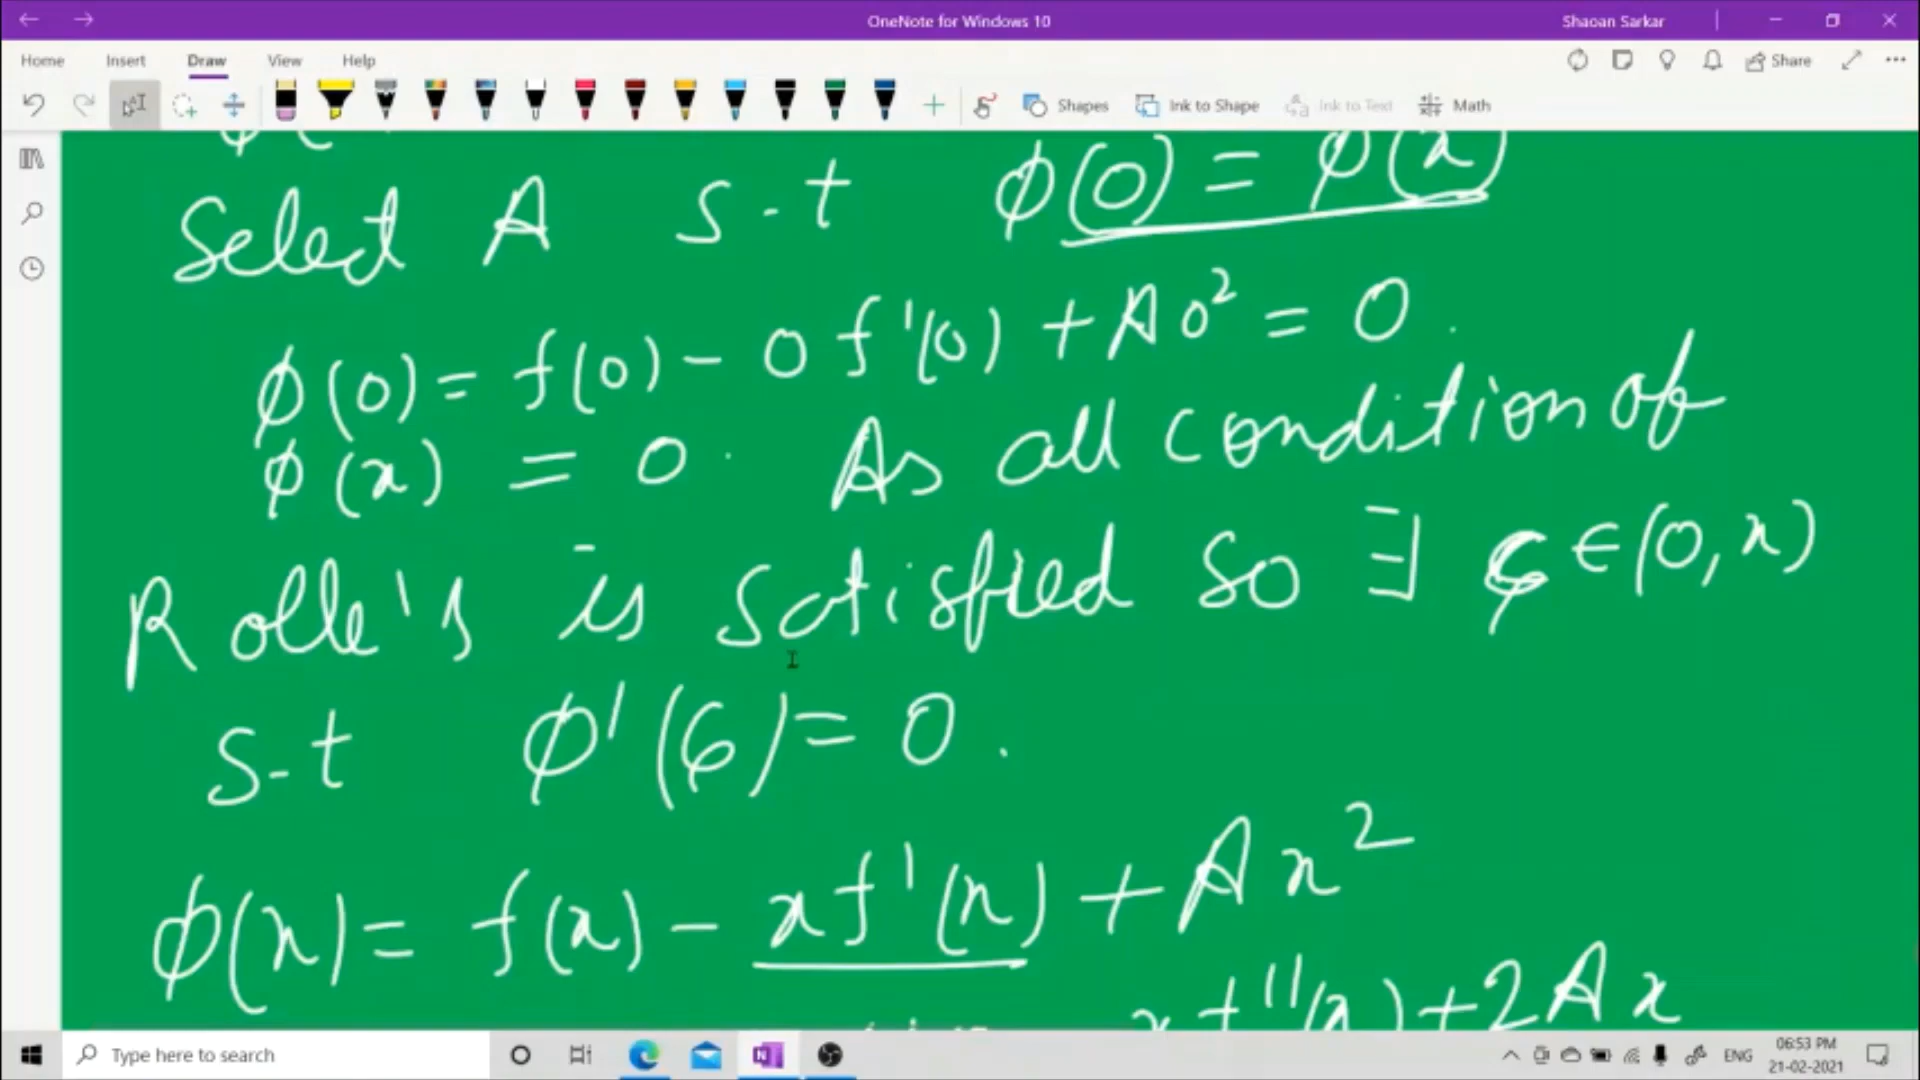 OneNote for Windows 10
Shaoan Sarkar
Home Insert Draw View Help
Share
Shapes Ink to Shape Ink to Text Math
Select A s-t φ(0) = φ(x)
φ(0) = f(0) - 0 f'(0) + A0² = 0.
φ(x) = 0. As all condition of
Rolle's is satisfied so ∃ ς ∈ (0, x)
s-t φ'(ς) = 0.
φ(x) = f(x) - xf'(x) + Ax²
x f''(x) + 2Ax
Type here to search
ENG
06:53 PM
21-02-2021